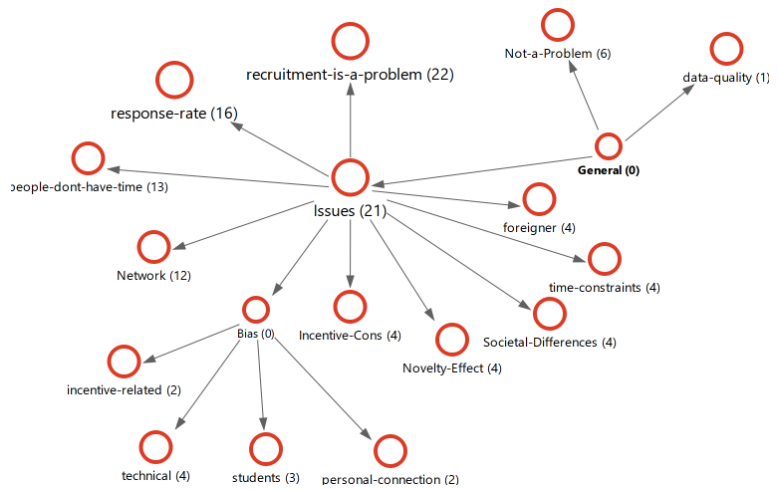 Not-a-Problem (6)
recruitment-is-a-problem (22)
data-quality (1)
response-rate (16)
General (0)
people-dont-have-time (13)
Issues (21)
foreigner (4)
Network (12)
time-constraints (4)
Bias (0)
Incentive-Cons (4)
Societal-Differences (4)
Novelty-Effect (4)
incentive-related (2)
technical (4)
students (3)
personal-connection (2)